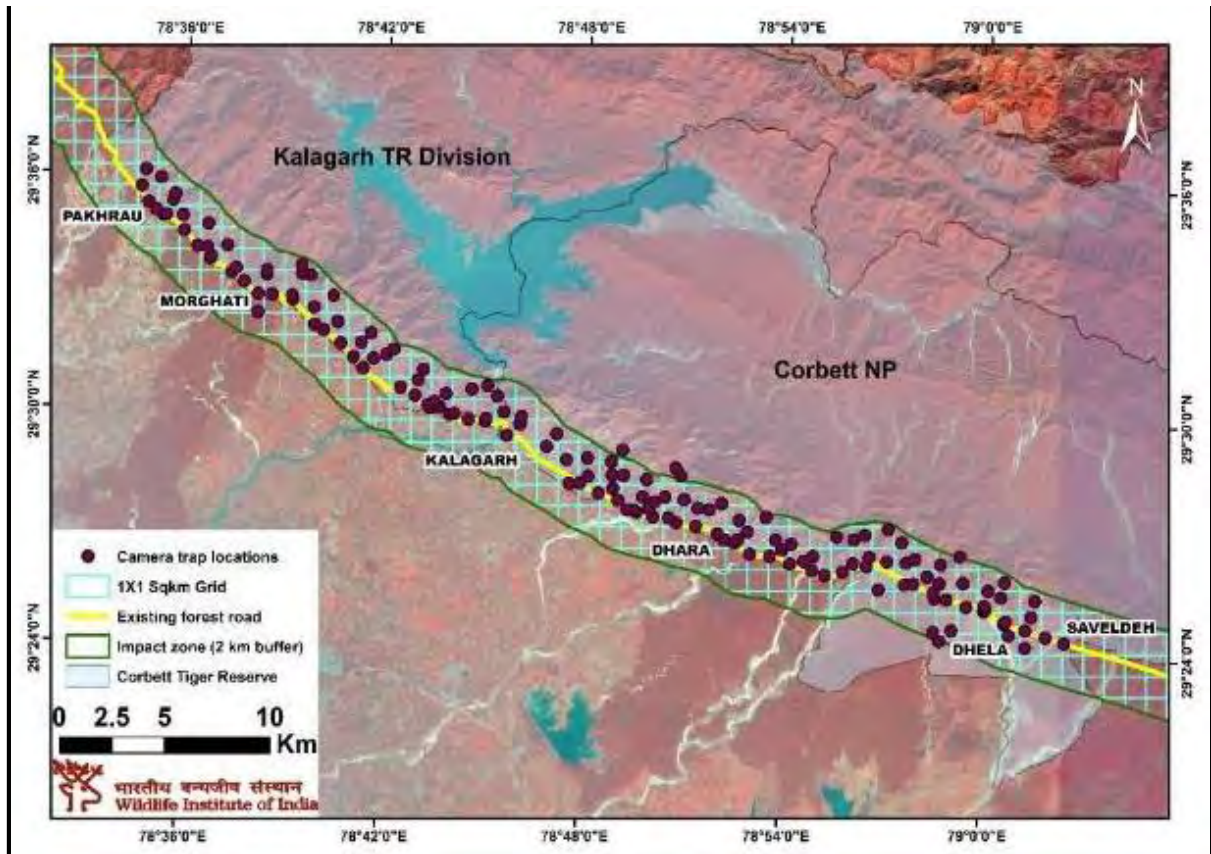 78°36'0"E 78°42'0"E 78°48'0"E 78°54'0"E 79°0'0"E
N
29°36'0"N
29°36'0"N
Kalagarh TR Division
PAKHRAU
MORGHATI
Corbett NP
29°30'0"N
29°30'0"N
KALAGARH
DHARA
SAVELDEH
DHELA
29°24'0"N
29°24'0"N
Camera trap locations
1X1 Sqkm Grid
Existing forest road
Impact zone (2 km buffer)
Corbett Tiger Reserve
0 2.5 5 10
Km
भारतीय वन्यजीव संस्थान
Wildlife Institute of India
78°36'0"E 78°42'0"E 78°48'0"E 78°54'0"E 79°0'0"E